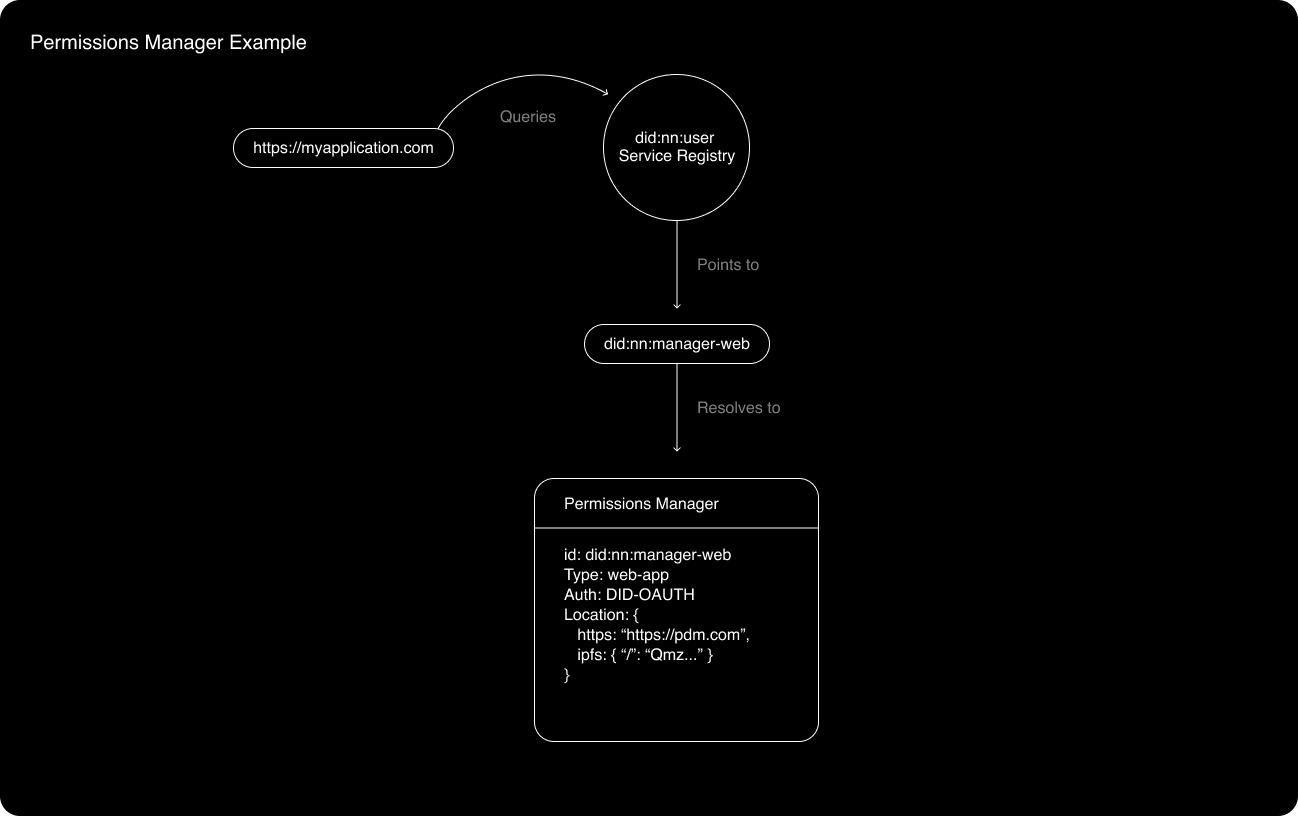 Permissions Manager Example
Queries
https://myapplication.com
did:nn:user
Service Registry
Points to
did:nn:manager-web
Resolves to
Permissions Manager
id: did:nn:manager-web
Type: web-app
Auth: DID-OAUTH
Location: {
https: “https://pdm.com”,
ipfs: { “/”: “Qmz...” }
}